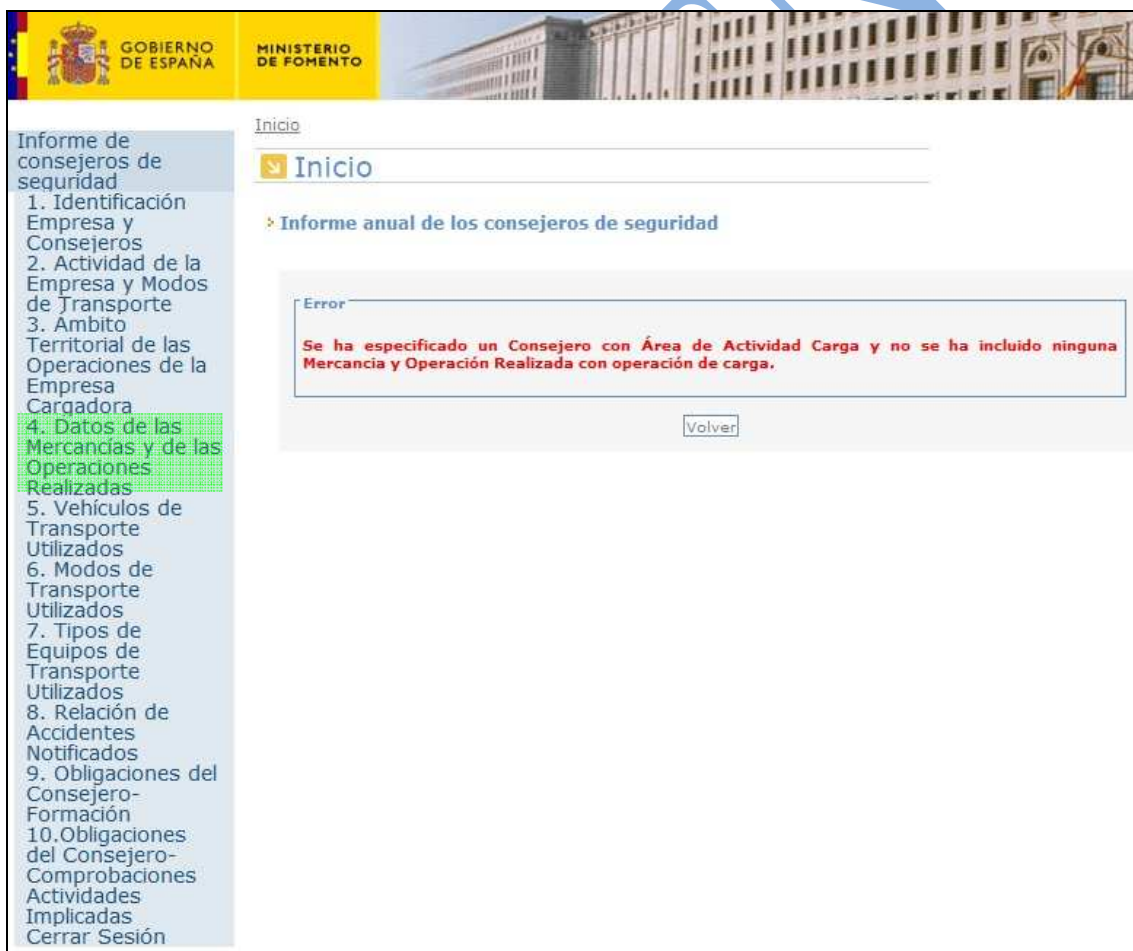 GOBIERNO
DE ESPAÑA
MINISTERIO
DE FOMENTO
Informe de
consejeros de
seguridad
1. Identificación
Empresa y
Consejeros
2. Actividad de la
Empresa y Modos
de Transporte
3. Ambito
Territorial de las
Operaciones de la
Empresa
Cargadora
4. Datos de las
Mercancías y de las
Operaciones
Realizadas
5. Vehículos de
Transporte
Utilizados
6. Modos de
Transporte
Utilizados
7. Tipos de
Equipos de
Transporte
Utilizados
8. Relación de
Accidentes
Notificados
9. Obligaciones del
Consejero-
Formación
10.Obligaciones
del Consejero-
Comprobaciones
Actividades
Implicadas
Cerrar Sesión
Inicio
Inicio
Informe anual de los consejeros de seguridad
Error
Se ha especificado un Consejero con Área de Actividad Carga y no se ha incluido ninguna
Mercancia y Operación Realizada con operación de carga.
Volver